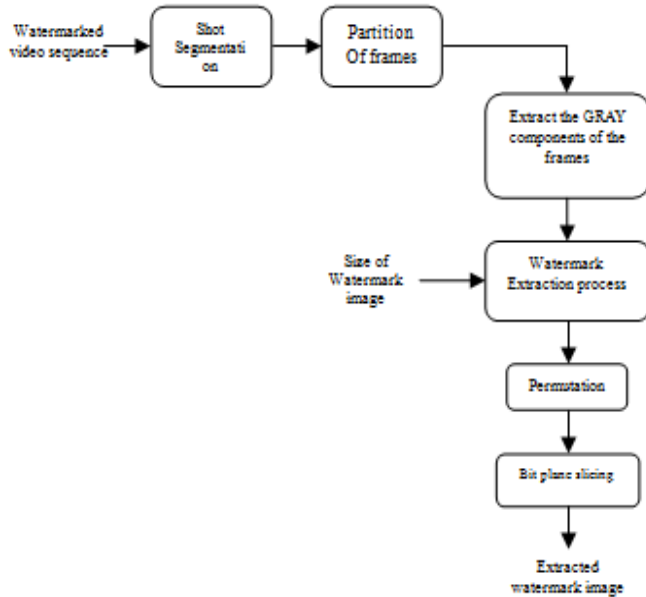 Watermarked
video sequence
Shot
Segmentati
on
Partition
Of frames
Extract the GRAY
components of the
frames
Size of
Watermark
image
Watermark
Extraction process
Permutation
Bit plane slicing
Extracted
watermark image